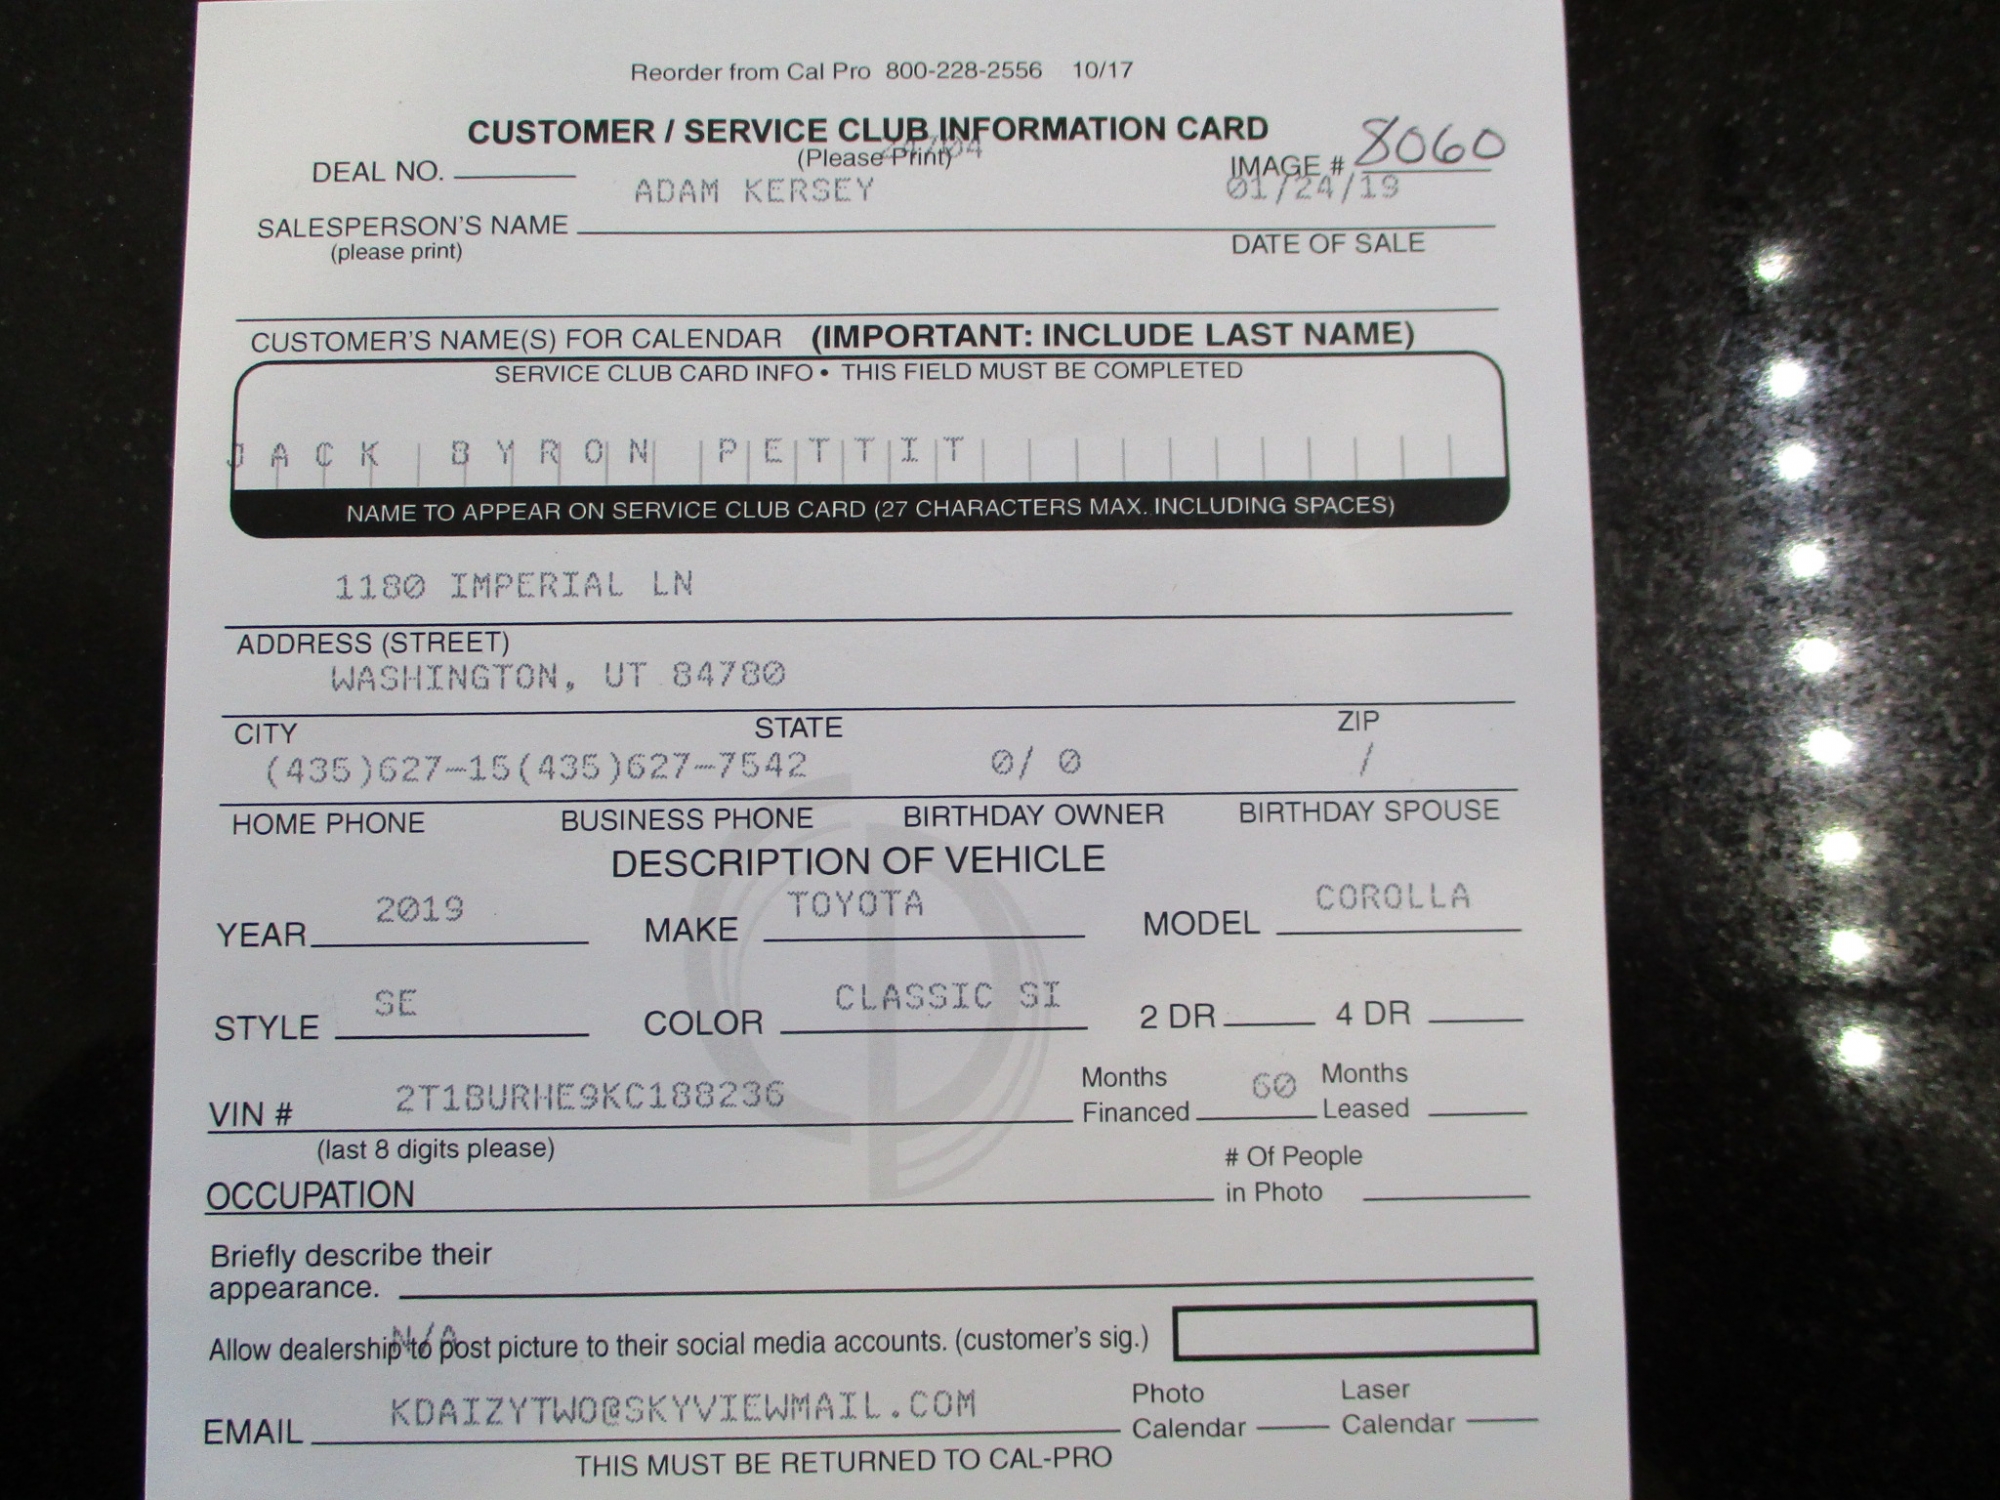 Reorder from Cal Pro 800-228-2556 10/17
CUSTOMER / SERVICE CLUB INFORMATION CARD
(Please Print)
DEAL NO. IMAGE # 8060
ADAM KERSEY 01/24/19
SALESPERSON'S NAME
(please print) DATE OF SALE
CUSTOMER'S NAME(S) FOR CALENDAR (IMPORTANT: INCLUDE LAST NAME)
SERVICE CLUB CARD INFO • THIS FIELD MUST BE COMPLETED
JACK BYRON PETTIT
NAME TO APPEAR ON SERVICE CLUB CARD (27 CHARACTERS MAX. INCLUDING SPACES)
1180 IMPERIAL LN
ADDRESS (STREET)
WASHINGTON, UT 84780
CITY STATE ZIP
(435)627-15(435)627-7542 0/ 0 /
HOME PHONE BUSINESS PHONE BIRTHDAY OWNER BIRTHDAY SPOUSE
DESCRIPTION OF VEHICLE
YEAR 2019 MAKE TOYOTA MODEL COROLLA
STYLE SE COLOR CLASSIC SI 2 DR 4 DR
VIN # 2T1BURHE9KC188236 Months Financed 60 Months Leased
(last 8 digits please)
OCCUPATION # Of People in Photo
Briefly describe their
appearance.
N/A
Allow dealership to post picture to their social media accounts. (customer's sig.)
EMAIL KDAIZYTWO@SKYVIEWMAIL.COM Photo Calendar Laser Calendar
THIS MUST BE RETURNED TO CAL-PRO